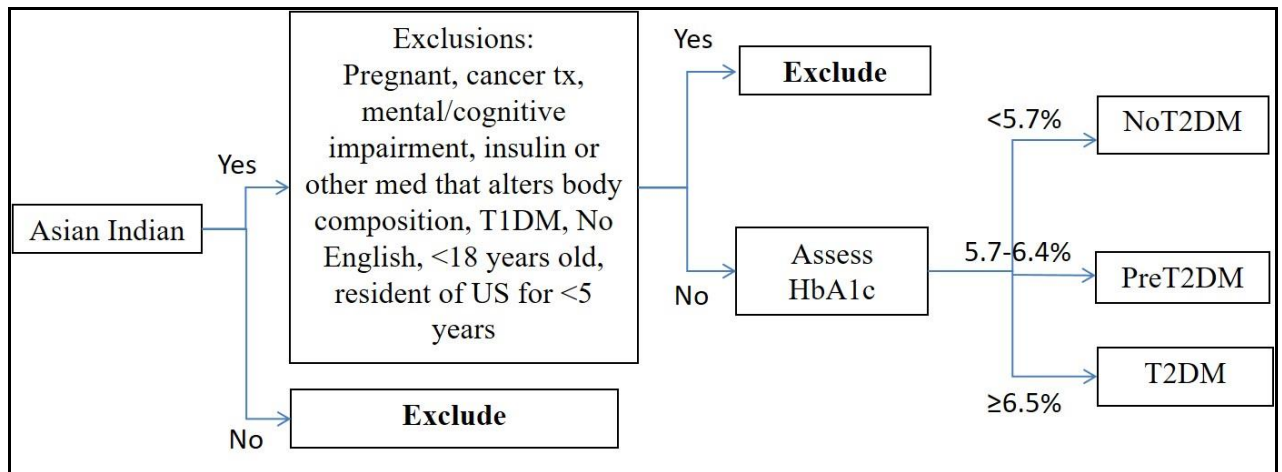 Asian Indian
Yes
No
Exclusions:
Pregnant, cancer tx,
mental/cognitive
impairment, insulin or
other med that alters body
composition, T1DM, No
English, <18 years old,
resident of US for <5
years
Exclude
Yes
No
Exclude
Assess
HbA1c
<5.7%
5.7-6.4%
≥6.5%
NoT2DM
PreT2DM
T2DM